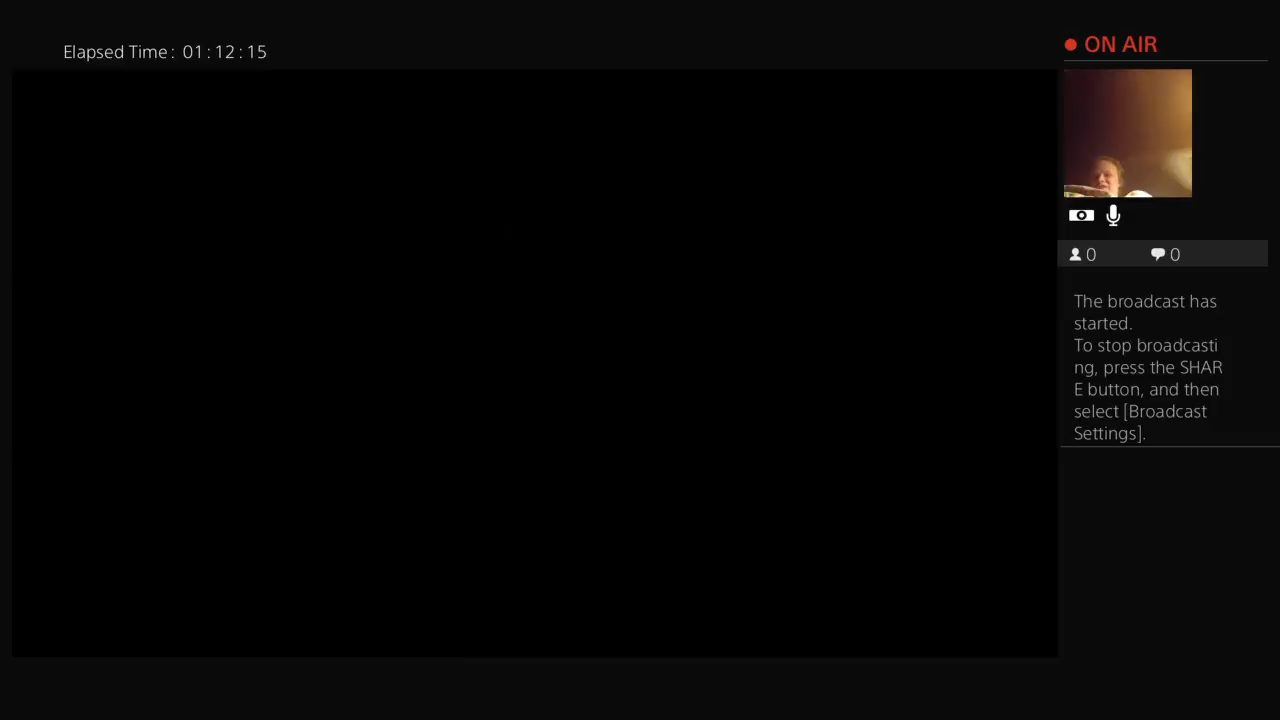 Elapsed Time: 01:12:15
ON AIR
0 0
The broadcast has
started.
To stop broadcasti
ng, press the SHAR
E button, and then
select [Broadcast
Settings].